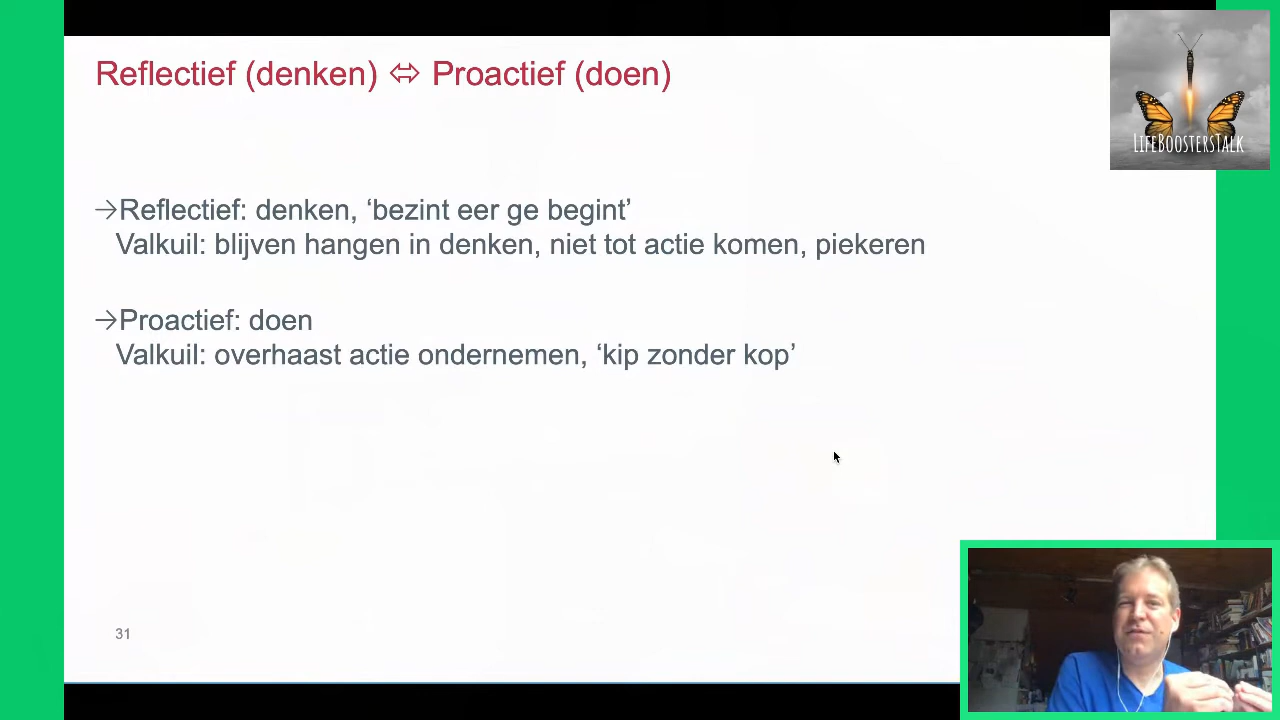 Reflectief (denken) ⇔ Proactief (doen)
LIFEBOOSTERSTALK
→Reflectief: denken, ‘bezint eer ge begint’
Valkuil: blijven hangen in denken, niet tot actie komen, piekeren
→Proactief: doen
Valkuil: overhaast actie ondernemen, ‘kip zonder kop’
31